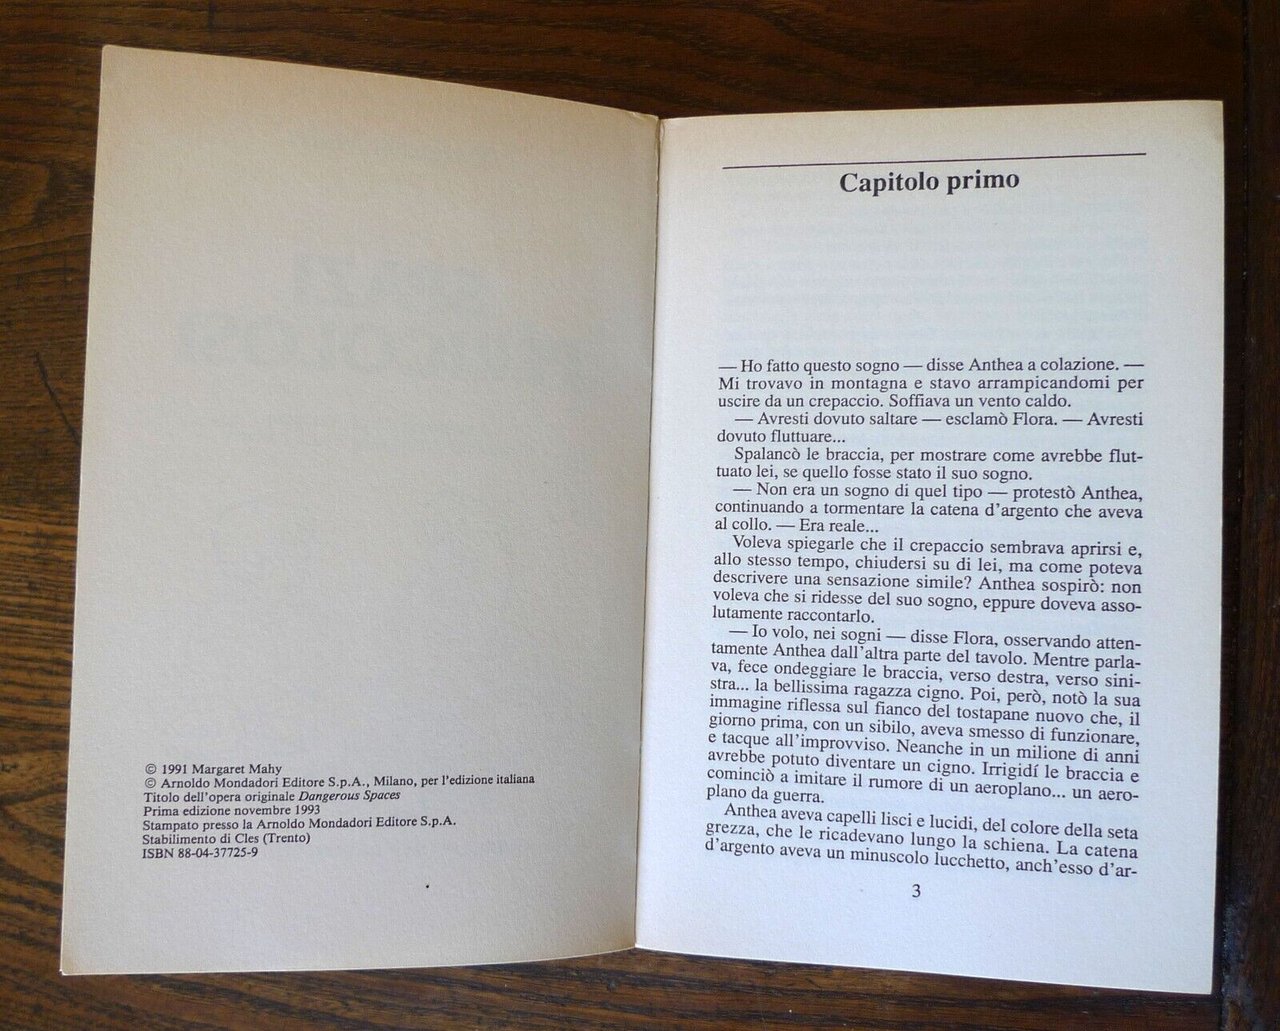 © 1991 Margaret Mahy
© Arnoldo Mondadori Editore S.p.A., Milano, per l'edizione italiana
Titolo dell'opera originale Dangerous Spaces
Prima edizione novembre 1993
Stampato presso la Arnoldo Mondadori Editore S.p.A.
Stabilimento di Cles (Trento)
ISBN 88-04-37725-9
Capitolo primo
— Ho fatto questo sogno — disse Anthea a colazione. —
Mi trovavo in montagna e stavo arrampicandomi per
uscire da un crepaccio. Soffiava un vento caldo.
— Avresti dovuto saltare — esclamò Flora. — Avresti
dovuto fluttuare...
Spalancò le braccia, per mostrare come avrebbe flut-
tuato lei, se quello fosse stato il suo sogno.
— Non era un sogno di quel tipo — protestò Anthea,
continuando a tormentare la catena d'argento che aveva
al collo. — Era reale...
Voleva spiegarle che il crepaccio sembrava aprirsi e,
allo stesso tempo, chiudersi su di lei, ma come poteva
descrivere una sensazione simile? Anthea sospirò: non
voleva che si ridesse del suo sogno, eppure doveva asso-
lutamente raccontarlo.
— Io volo, nei sogni — disse Flora, osservando atten-
tamente Anthea dall'altra parte del tavolo. Mentre parla-
va, fece ondeggiare le braccia, verso destra, verso sini-
stra... la bellissima ragazza cigno. Poi, però, notò la sua
immagine riflessa sul fianco del tostapane nuovo che, il
giorno prima, con un sibilo, aveva smesso di funzionare,
e tacque all'improvviso. Neanche in un milione di anni
avrebbe potuto diventare un cigno. Irrigidí le braccia e
cominciò a imitare il rumore di un aeroplano... un aero-
plano da guerra.
Anthea aveva capelli lisci e lucidi, del colore della seta
grezza, che le ricadevano lungo la schiena. La catena
d'argento aveva un minuscolo lucchetto, anch'esso d'ar-
3